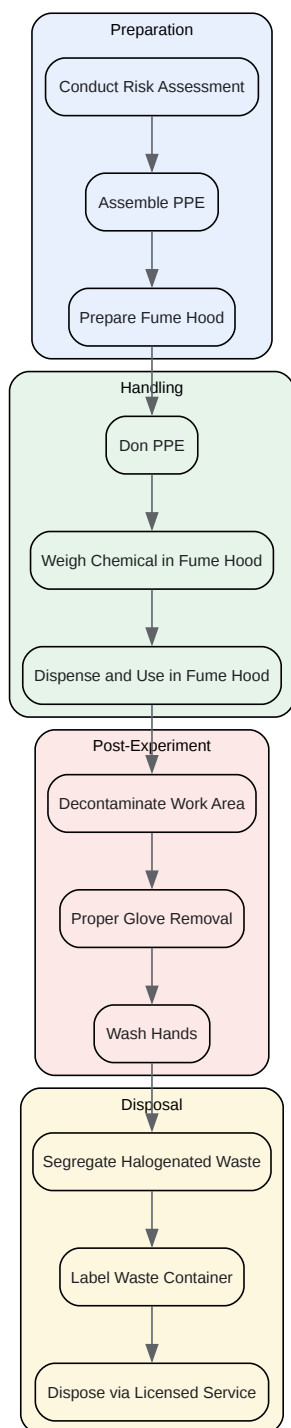 Preparation
Conduct Risk Assessment
Assemble PPE
Prepare Fume Hood
Handling
Don PPE
Weigh Chemical in Fume Hood
Dispense and Use in Fume Hood
Post-Experiment
Decontaminate Work Area
Proper Glove Removal
Wash Hands
Disposal
Segregate Halogenated Waste
Label Waste Container
Dispose via Licensed Service